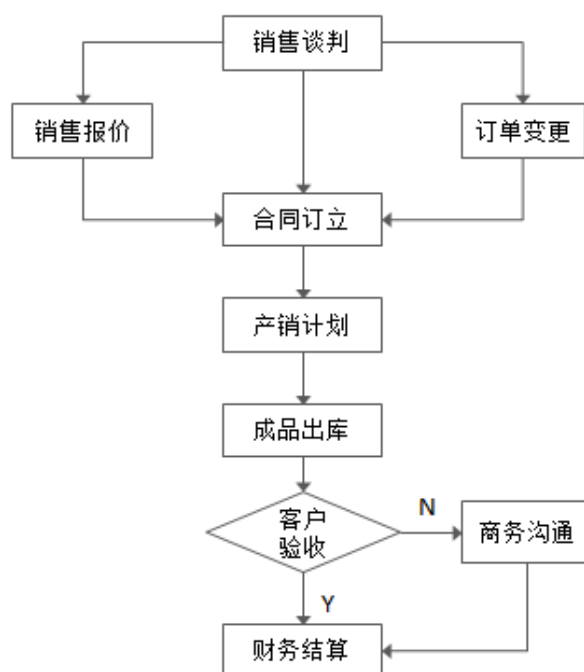 销售谈判
销售报价
订单变更
合同订立
产销计划
成品出库
客户
验收
N
商务沟通
Y
财务结算